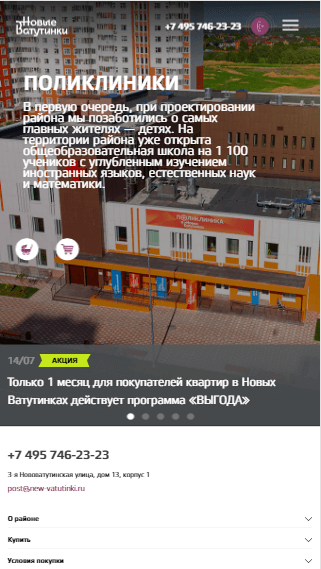 Новые
Ватутинки
+7 495 746-23-23
ПОЛИКЛИНИКИ
В первую очередь, при проектировании
района мы позаботились о самых
главных жителях — детях. На
территории района уже открыта
общеобразовательная школа на 1 100
учеников с углубленным изучением
иностранных языков, естественных наук
и математики.
ПОЛИКЛИНИКА
14/07 АКЦИЯ
Только 1 месяц для покупателей квартир в Новых
Ватутинках действует программа «ВЫГОДА»
+7 495 746-23-23
3-я Нововатутинская улица, дом 13, корпус 1
post@new-vatutinki.ru
О районе
Купить
Условия покупки